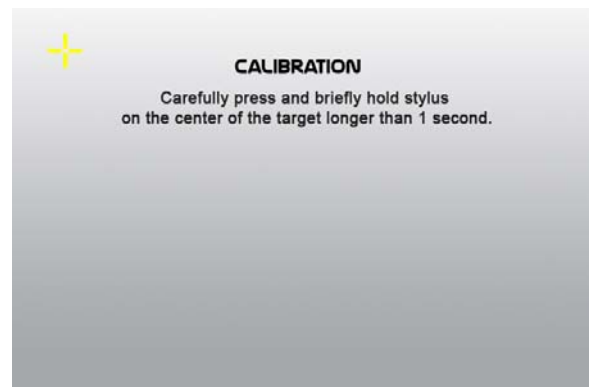 CALIBRATION
Carefully press and briefly hold stylus
on the center of the target longer than 1 second.